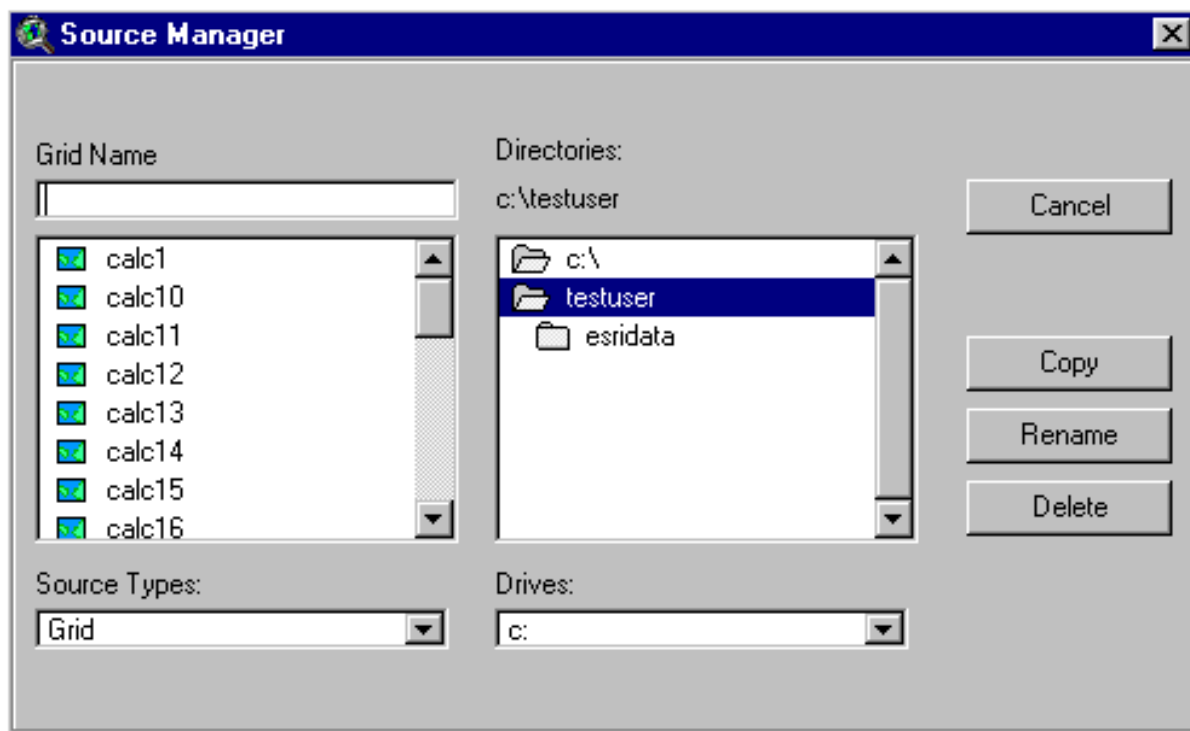 Source Manager
Grid Name
calc1
calc10
calc11
calc12
calc13
calc14
calc15
calc16
Source Types:
Grid
Directories:
c:\testuser
c:\
testuser
esridata
Drives:
c:
Cancel
Copy
Rename
Delete